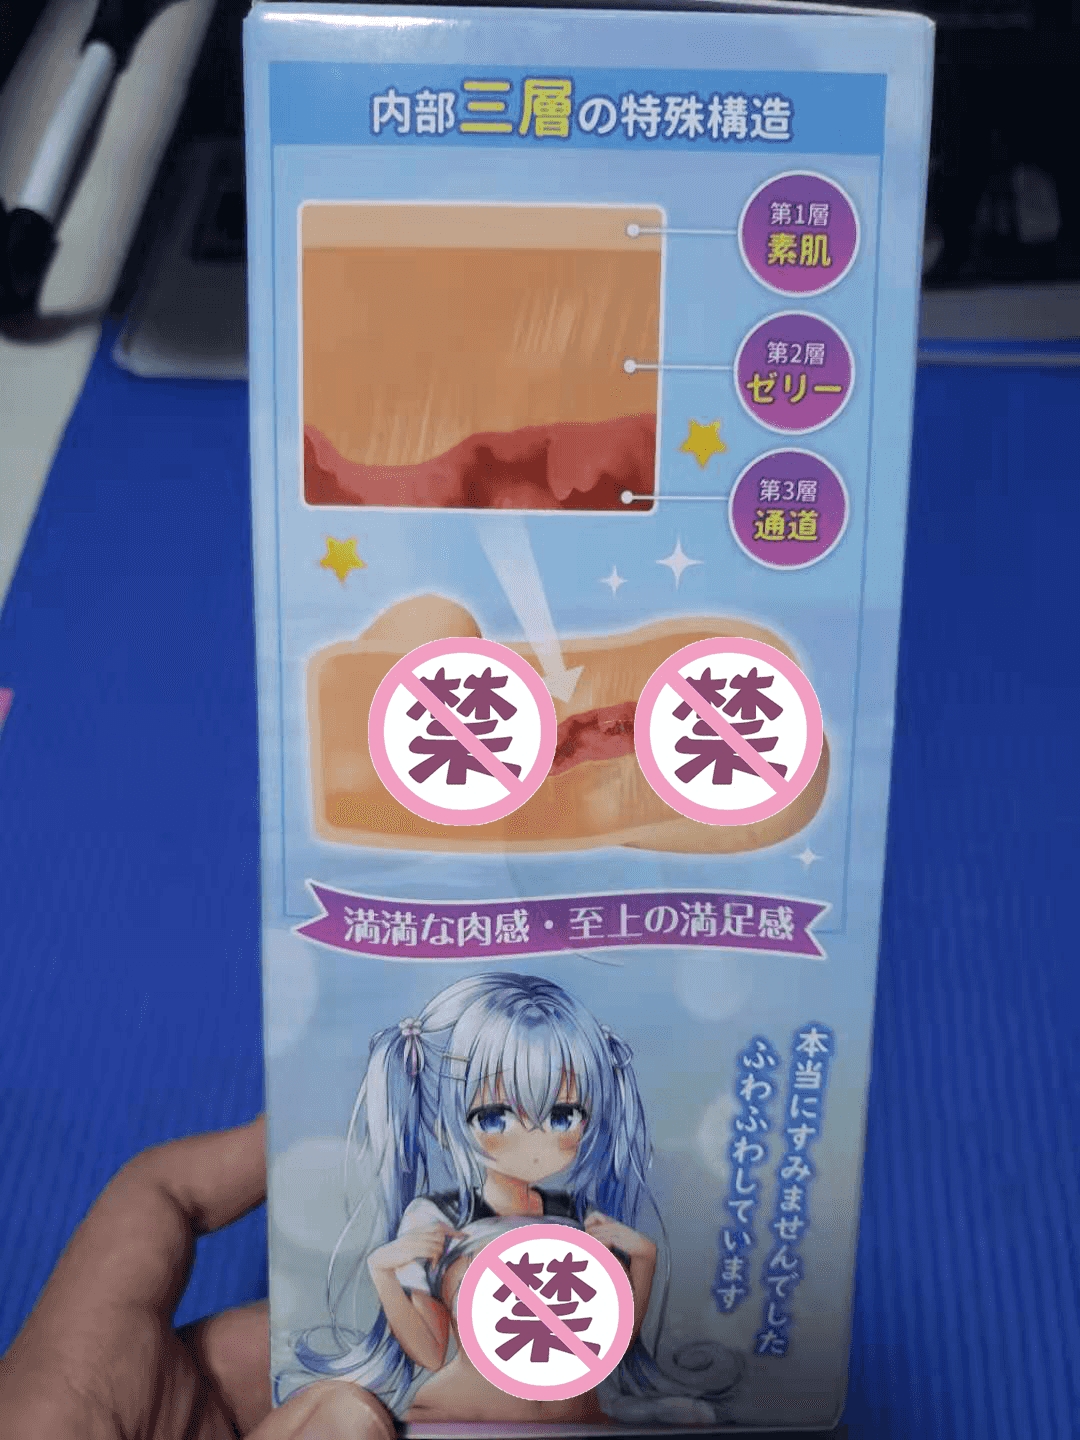 内部三層の特殊構造
第1層
素肌
第2層
ゼリー
第3層
通道
禁
禁
満満な肉感・至上の満足感
本当にすみませんでした
ふわふわしています
禁